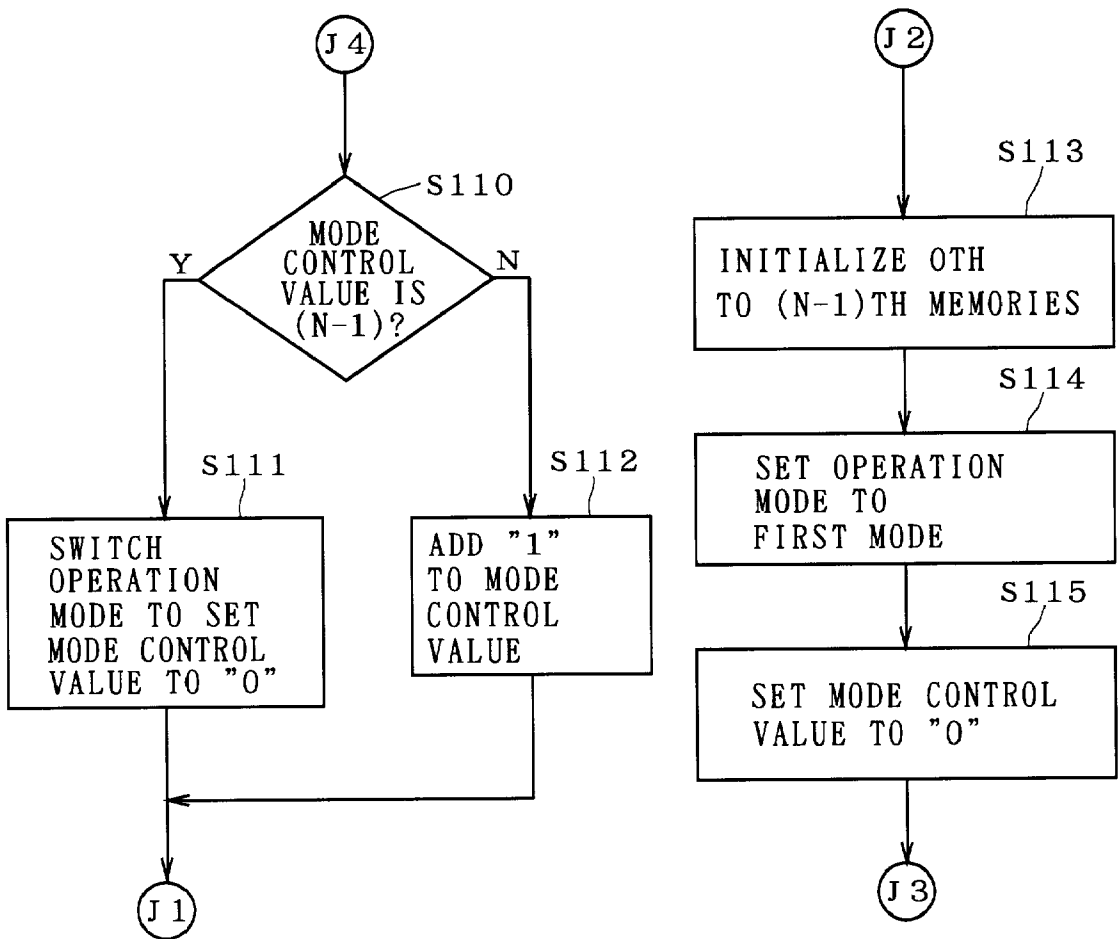 J4
S110
MODE
CONTROL
VALUE IS
(N-1)?
Y
N
S111
SWITCH
OPERATION
MODE TO SET
MODE CONTROL
VALUE TO "0"
S112
ADD "1"
TO MODE
CONTROL
VALUE
J1
J2
S113
INITIALIZE 0TH
TO (N-1)TH MEMORIES
S114
SET OPERATION
MODE TO
FIRST MODE
S115
SET MODE CONTROL
VALUE TO "0"
J3